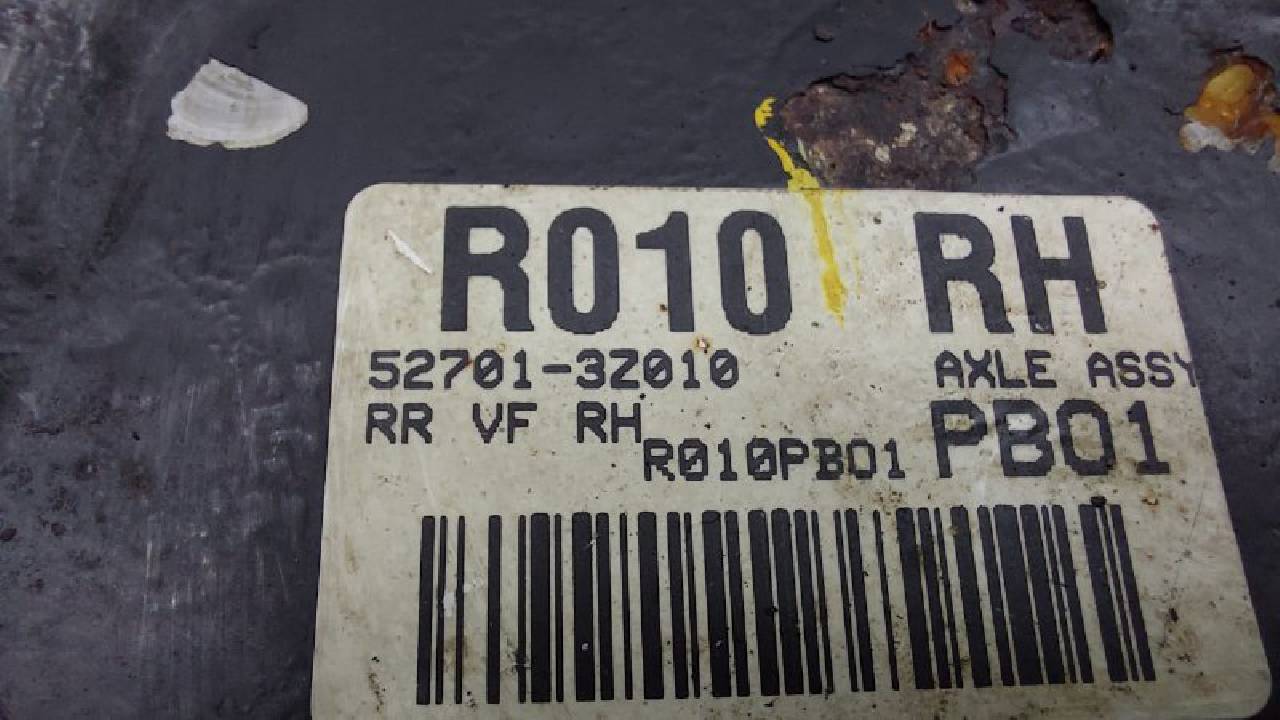 R010 RH
52701-3Z010 AXLE ASSY
RR VF RH R010PB01 PB01